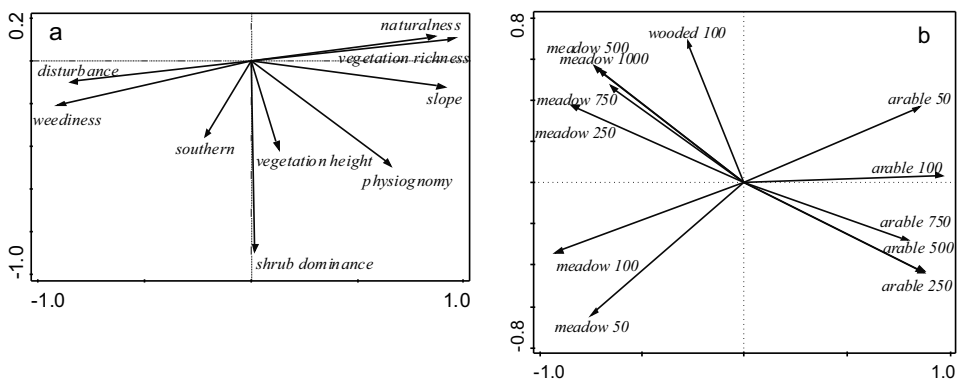 0.2
a
naturalness
vegetation richness
disturbance
slope
weediness
southern
vegetation height
physiognomy
shrub dominance
-1.0
-1.0
1.0
0.8
b
wooded 100
meadow 500
meadow 1000
meadow 750
arable 50
meadow 250
arable 100
arable 750
arable 500
meadow 100
arable 250
meadow 50
-0.8
-1.0
1.0